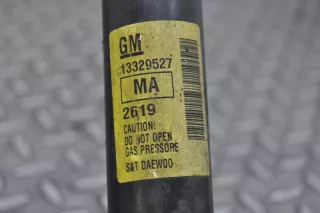 GM
13329527
MA
2619
CAUTION:
DO NOT OPEN
GAS PRESSURE
S&T DAEWOO